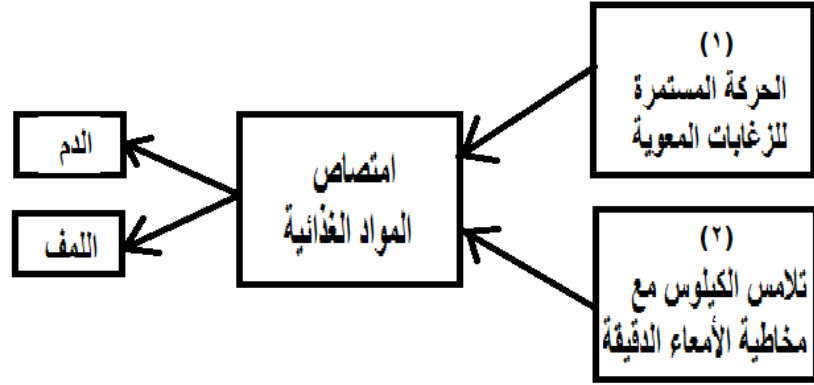 (١)
الحركة المستمرة
للزغابات المعوية
(٢)
تلامس الكيلوس مع
مخاطية الأمعاء الدقيقة
امتصاص
المواد الغذائية
الدم
اللمف